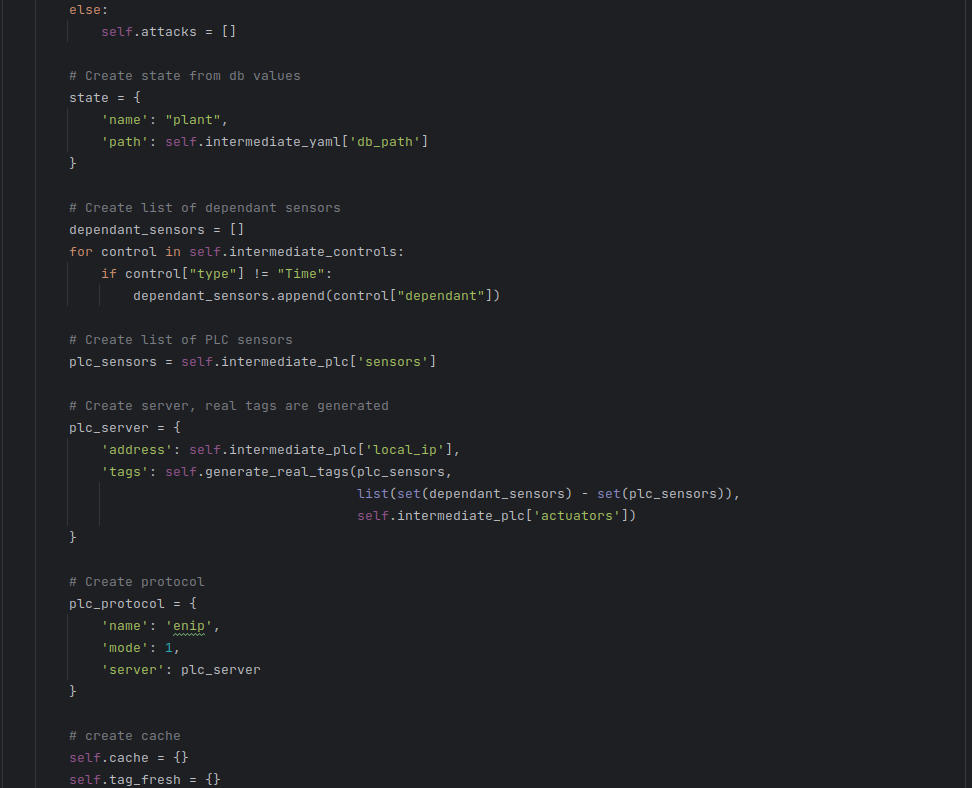 else:
self.attacks = []
# Create state from db values
state = {
'name': "plant",
'path': self.intermediate_yaml['db_path']
}
# Create list of dependant sensors
dependant_sensors = []
for control in self.intermediate_controls:
if control["type"] != "Time":
dependant_sensors.append(control["dependant"])
# Create list of PLC sensors
plc_sensors = self.intermediate_plc['sensors']
# Create server, real tags are generated
plc_server = {
'address': self.intermediate_plc['local_ip'],
'tags': self.generate_real_tags(plc_sensors,
list(set(dependant_sensors) - set(plc_sensors)),
self.intermediate_plc['actuators'])
}
# Create protocol
plc_protocol = {
'name': 'enip',
'mode': 1,
'server': plc_server
}
# create cache
self.cache = {}
self.tag_fresh = {}